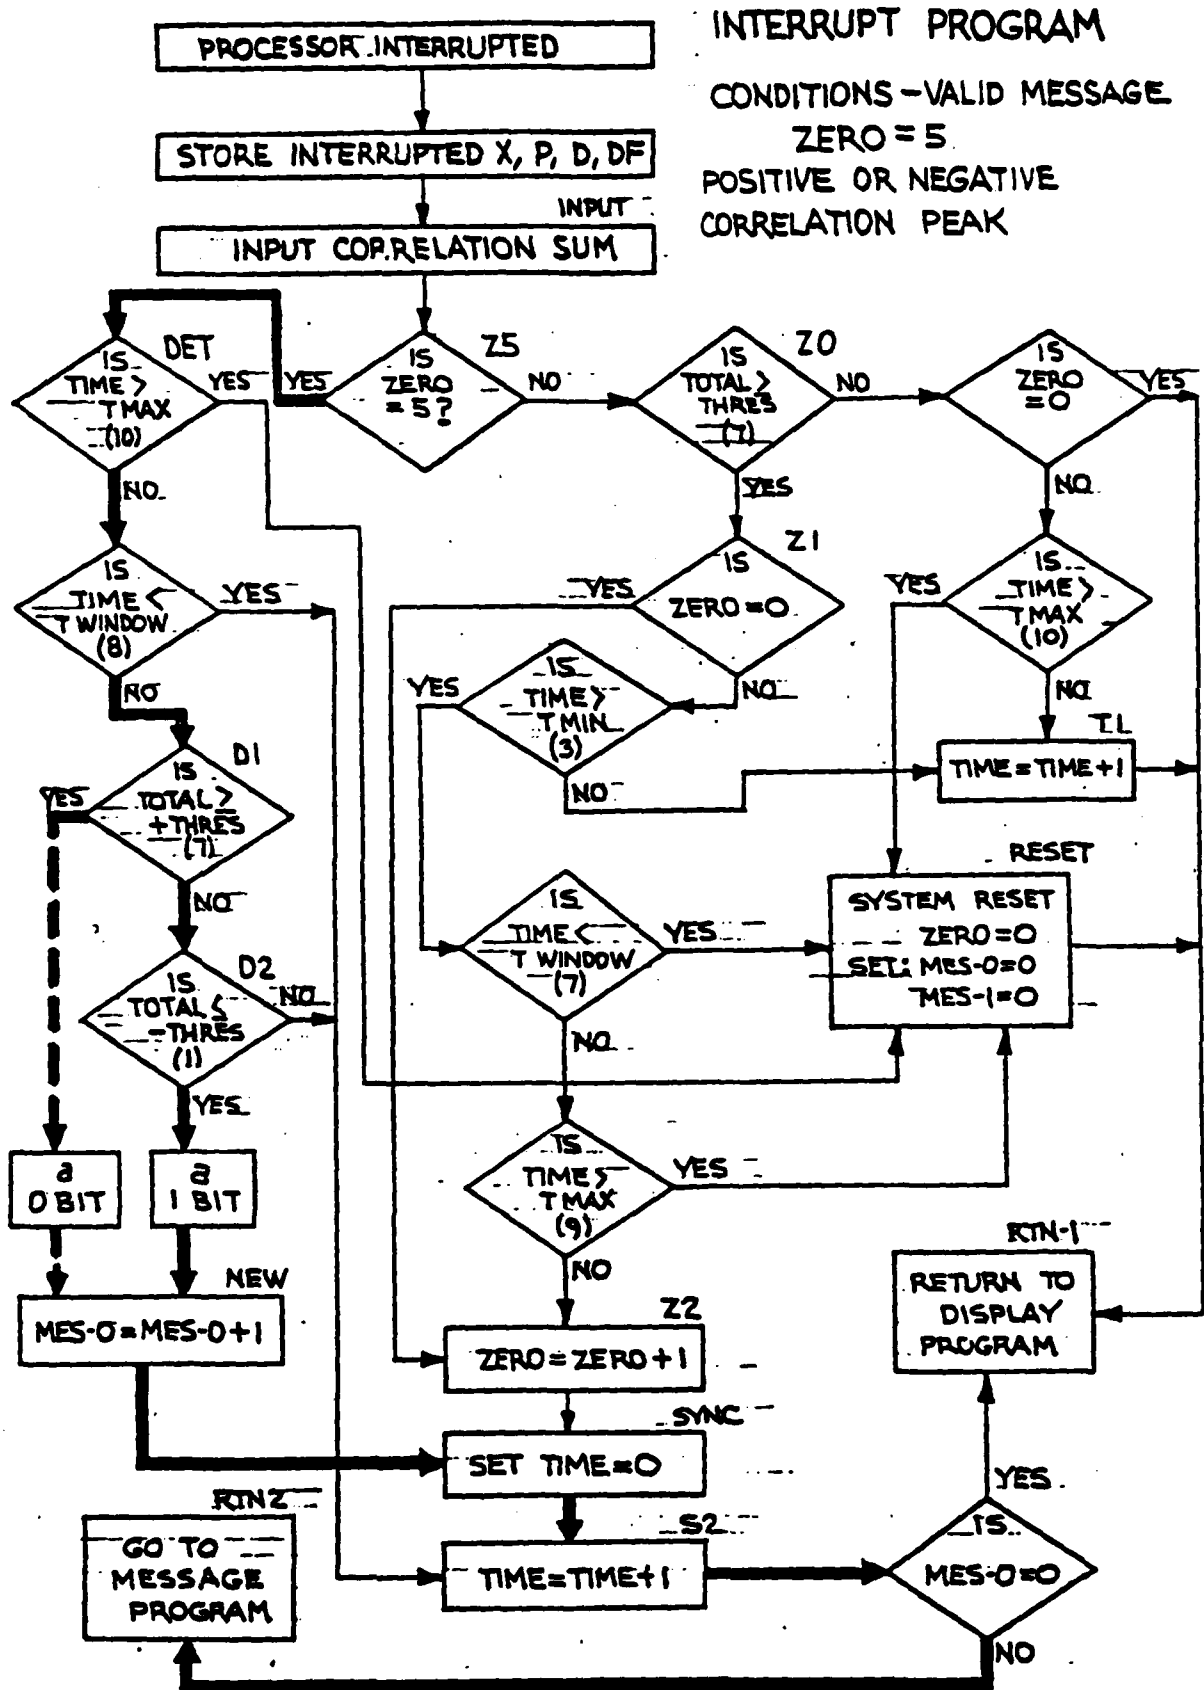 INTERRUPT PROGRAM
CONDITIONS - VALID MESSAGE
ZERO = 5
POSITIVE OR NEGATIVE
CORRELATION PEAK
PROCESSOR INTERRUPTED
STORE INTERRUPTED X, P, D, DF
INPUT
INPUT CORRELATION SUM
DET
IS
TIME >
T MAX
(10)
YES
NO
Z5
IS
ZERO
= 5?
YES
NO
Z0
IS
TOTAL >
THRES
(7)
NO
YES
IS
ZERO
= 0
YES
NO
IS
TIME <
T WINDOW
(8)
YES
NO
Z1
IS
ZERO = 0
YES
NO
IS
TIME >
T MAX
(10)
YES
NO
IS
TIME >
T MIN
(3)
YES
NO
T1
TIME = TIME + 1
D1
IS
TOTAL ≥
+ THRES
(7)
YES
NO
IS
TIME <
T WINDOW
(7)
YES
NO
RESET
SYSTEM RESET
ZERO = 0
SET: MES-0 = 0
MES-1 = 0
D2
IS
TOTAL ≤
- THRES
(1)
NO
YES
IS
TIME >
T MAX
(9)
YES
NO
a
0 BIT
a
1 BIT
NEW
MES-0 = MES-0 + 1
Z2
ZERO = ZERO + 1
RTN-1
RETURN TO
DISPLAY
PROGRAM
SYNC
SET TIME = 0
RTN2
GO TO
MESSAGE
PROGRAM
S2
TIME = TIME + 1
YES
IS
MES-0 = 0
NO